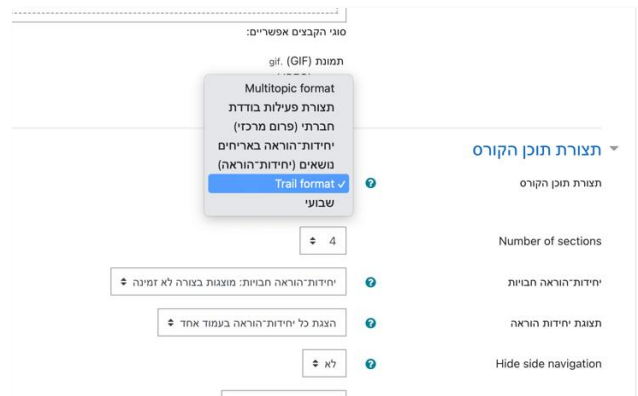 סוגי הקבצים אפשריים:
תמונת (GIF) .gif
Multitopic format
תצורת פעילות בודדת
חברתי (פרום מרכזי)
יחידות־הוראה באריחים
נושאים (יחידות־הוראה)
Trail format ✓
שבועי
תצורת תוכן הקורס
תצורת תוכן הקורס
Number of sections
4
יחידות־הוראה חבויות
יחידות־הוראה חבויות: מוצגות בצורה לא זמינה
תצוגת יחידות הוראה
הצגת כל יחידות־הוראה בעמוד אחד
Hide side navigation
לא